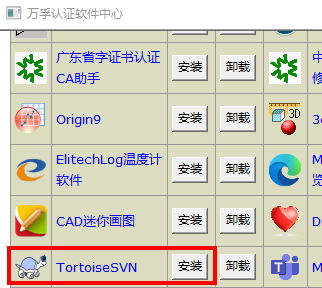 万孚认证软件中心
广东省字证书认证
CA助手
安装
卸载
中
修
Origin9
安装
卸载
3
ElitechLog温度计
软件
安装
卸载
M
效
CAD迷你画图
安装
卸载
D
TortoiseSVN
安装
卸载
M